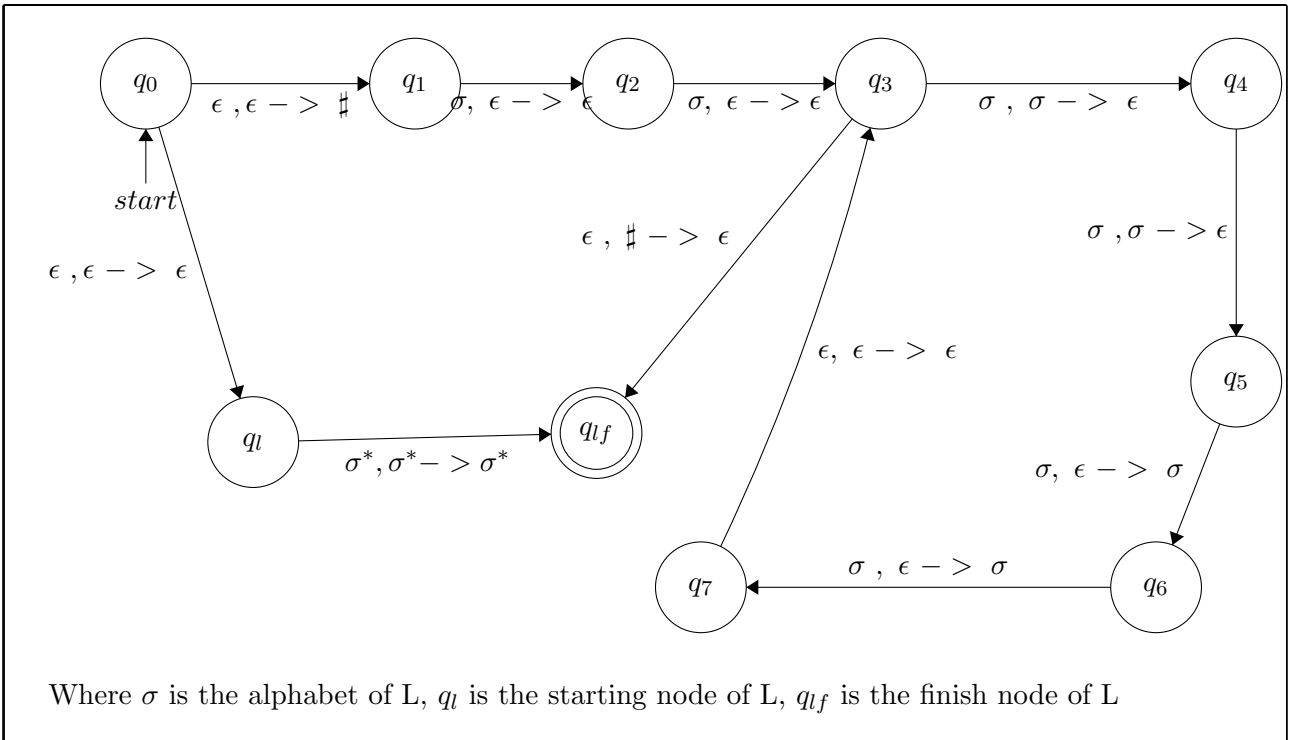 q0 q1 q2 q3 q4
ϵ ,ϵ − > ♯ σ, ϵ − > ϵ σ, ϵ − > ϵ σ , σ − > ϵ
start
ϵ , ♯ − > ϵ σ ,σ − > ϵ
ϵ ,ϵ − > ϵ
ϵ, ϵ − > ϵ
q5
ql qlf
σ*, σ* − > σ* σ, ϵ − > σ
σ , ϵ − > σ
q7 q6
Where σ is the alphabet of L, ql is the starting node of L, qlf is the finish node of L